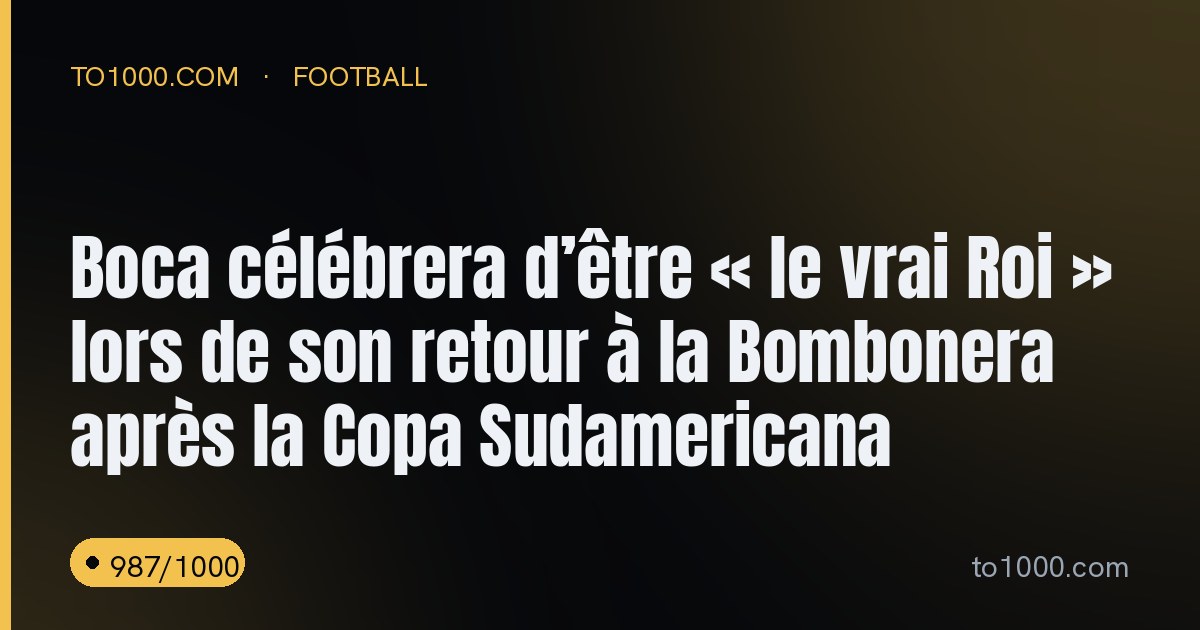 TO1000.COM · FOOTBALL
Boca célébrera d’être « le vrai Roi »
lors de son retour à la Bombonera
après la Copa Sudamericana
987/1000
to1000.com